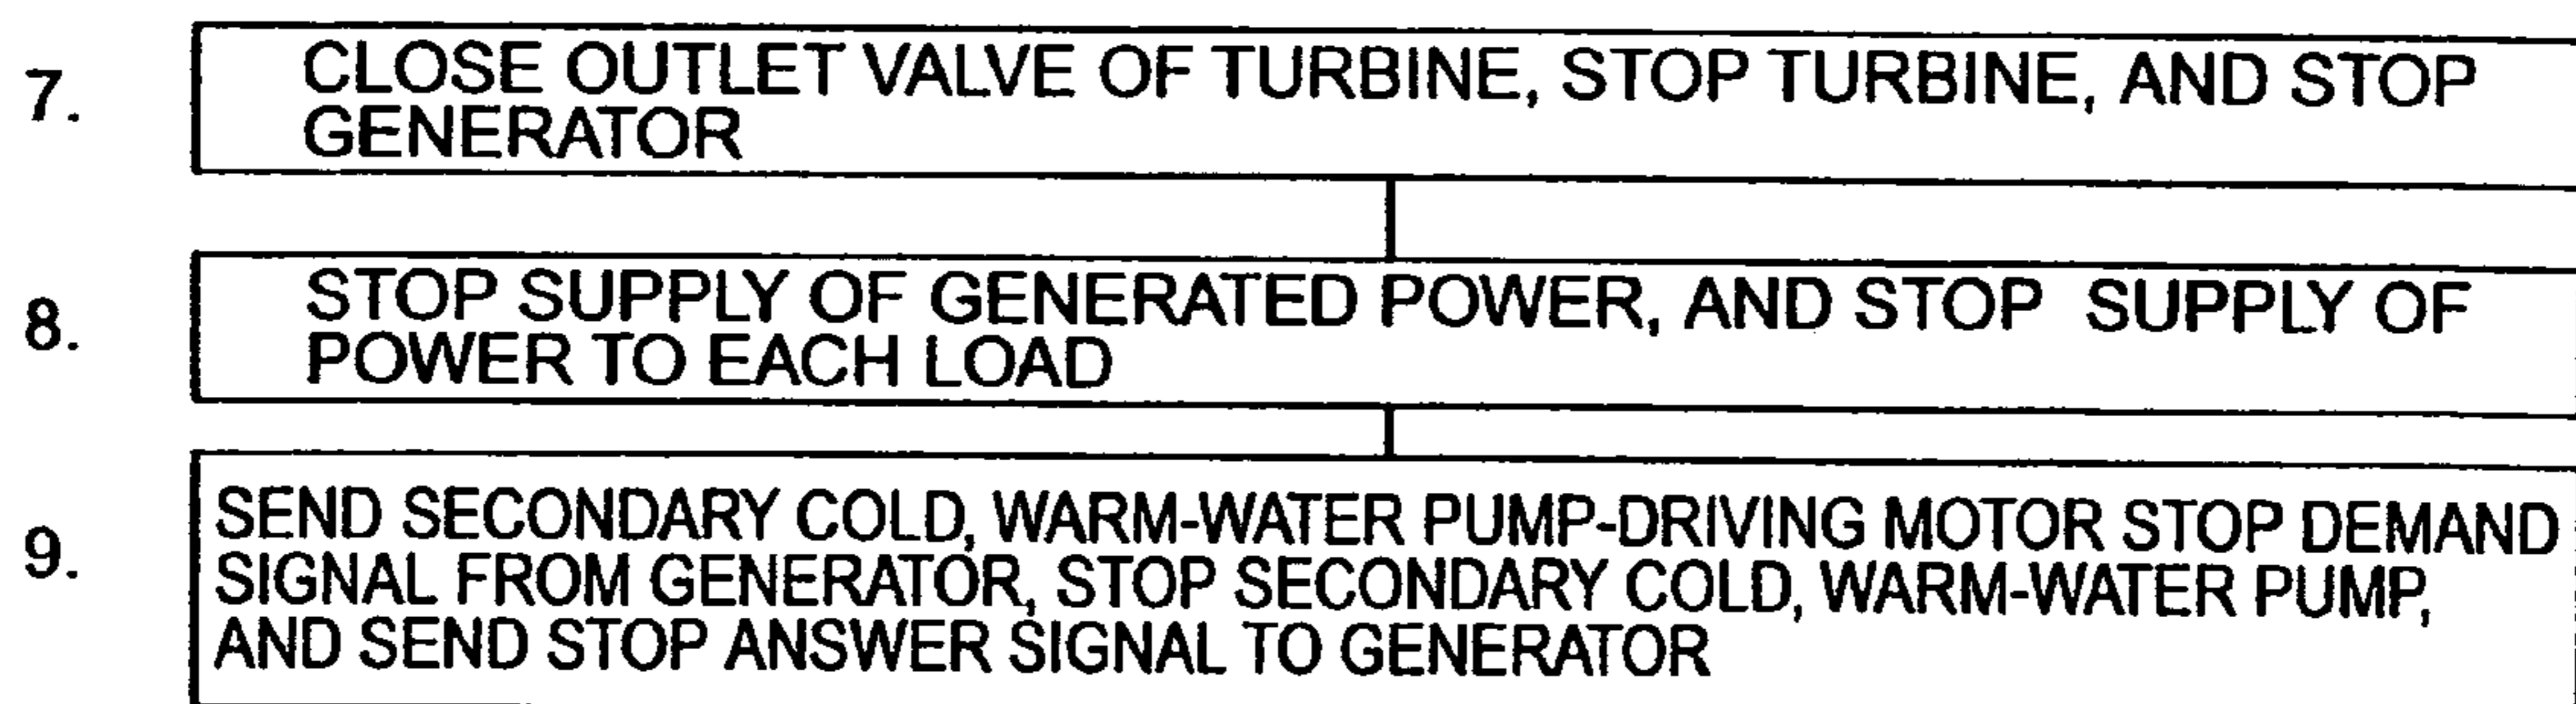 7. CLOSE OUTLET VALVE OF TURBINE, STOP TURBINE, AND STOP
GENERATOR
8. STOP SUPPLY OF GENERATED POWER, AND STOP SUPPLY OF
POWER TO EACH LOAD
9. SEND SECONDARY COLD, WARM-WATER PUMP-DRIVING MOTOR STOP DEMAND
SIGNAL FROM GENERATOR, STOP SECONDARY COLD, WARM-WATER PUMP,
AND SEND STOP ANSWER SIGNAL TO GENERATOR